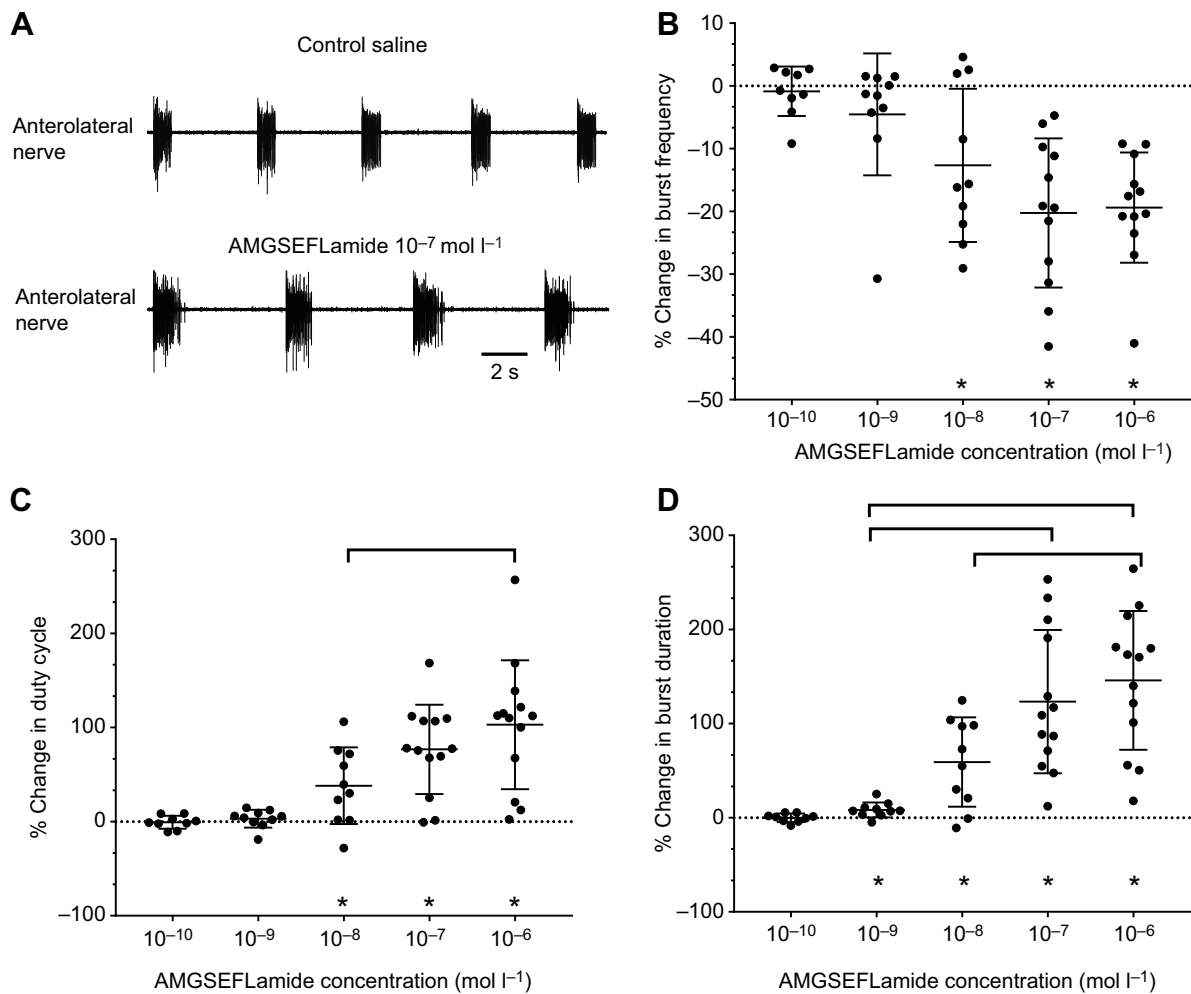 A
Control saline
Anterolateral
nerve
AMGSEFLamide 10⁻⁷ mol l⁻¹
Anterolateral
nerve
2 s
B
% Change in burst frequency
10
0
−10
−20
−30
−40
−50
* * *
10⁻¹⁰ 10⁻⁹ 10⁻⁸ 10⁻⁷ 10⁻⁶
AMGSEFLamide concentration (mol l⁻¹)
C
% Change in duty cycle
300
200
100
0
−100
* * *
10⁻¹⁰ 10⁻⁹ 10⁻⁸ 10⁻⁷ 10⁻⁶
AMGSEFLamide concentration (mol l⁻¹)
D
% Change in burst duration
300
200
100
0
−100
* * * *
10⁻¹⁰ 10⁻⁹ 10⁻⁸ 10⁻⁷ 10⁻⁶
AMGSEFLamide concentration (mol l⁻¹)